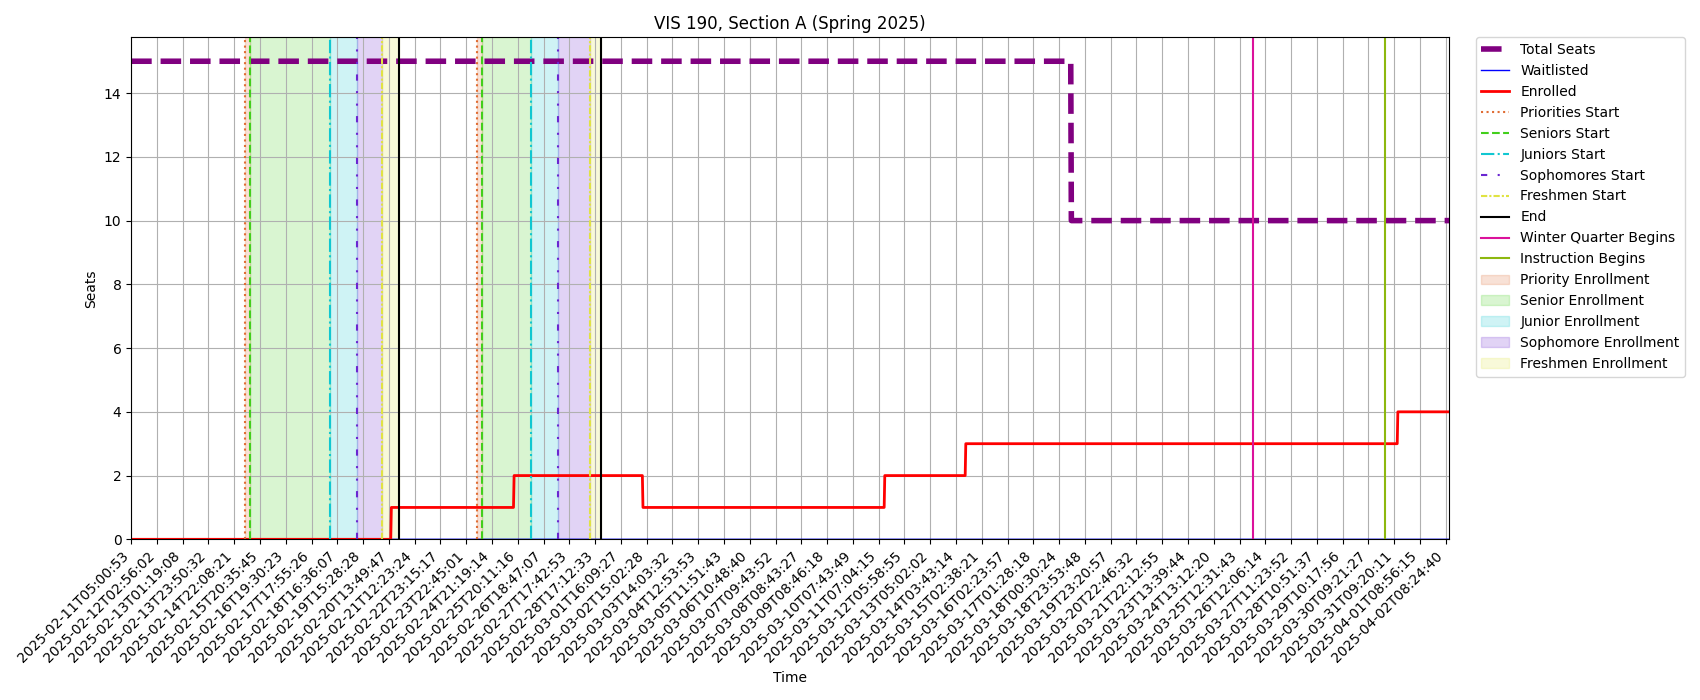 VIS 190, Section A (Spring 2025)
Seats
14
12
10
8
6
4
2
0
2025-02-11T05:00:53
2025-02-12T02:56:02
2025-02-13T01:19:08
2025-02-13T23:50:32
2025-02-14T22:08:21
2025-02-15T20:35:45
2025-02-16T19:30:23
2025-02-17T17:55:26
2025-02-18T16:36:07
2025-02-19T15:28:28
2025-02-20T13:49:47
2025-02-21T12:23:24
2025-02-22T23:15:17
2025-02-23T22:45:01
2025-02-24T21:19:14
2025-02-25T20:11:16
2025-02-26T18:47:07
2025-02-27T17:42:53
2025-02-28T17:12:33
2025-03-01T16:09:27
2025-03-02T15:02:28
2025-03-03T14:03:32
2025-03-04T12:53:53
2025-03-05T11:51:43
2025-03-06T10:48:40
2025-03-07T09:43:52
2025-03-08T08:43:27
2025-03-09T08:46:18
2025-03-10T07:43:49
2025-03-11T07:04:15
2025-03-12T05:58:55
2025-03-13T05:02:02
2025-03-14T03:43:14
2025-03-15T02:38:21
2025-03-16T02:23:57
2025-03-17T01:28:18
2025-03-18T00:30:24
2025-03-18T23:53:48
2025-03-19T23:20:57
2025-03-20T22:46:32
2025-03-21T22:12:55
2025-03-23T13:39:44
2025-03-24T13:12:20
2025-03-25T12:31:43
2025-03-26T12:06:14
2025-03-27T11:23:52
2025-03-28T10:51:37
2025-03-29T10:17:56
2025-03-30T09:21:27
2025-03-31T09:20:11
2025-04-01T08:56:15
2025-04-02T08:24:40
Time
Total Seats
Waitlisted
Enrolled
Priorities Start
Seniors Start
Juniors Start
Sophomores Start
Freshmen Start
End
Winter Quarter Begins
Instruction Begins
Priority Enrollment
Senior Enrollment
Junior Enrollment
Sophomore Enrollment
Freshmen Enrollment